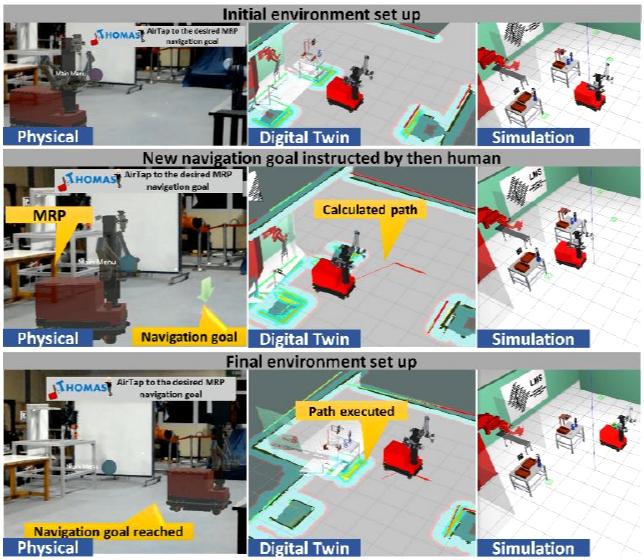 Initial environment set up
THOMAS
AirTap to the desired MRP
navigation goal
Main Menu
Physical
Digital Twin
LMS
Simulation
New navigation goal instructed by then human
THOMAS
AirTap to the desired MRP
navigation goal
MRP
Main Menu
Navigation goal
Physical
Calculated path
Digital Twin
LMS
Simulation
Final environment set up
THOMAS
AirTap to the desired MRP
navigation goal
Main Menu
Navigation goal reached
Physical
Path executed
Digital Twin
LMS
Simulation